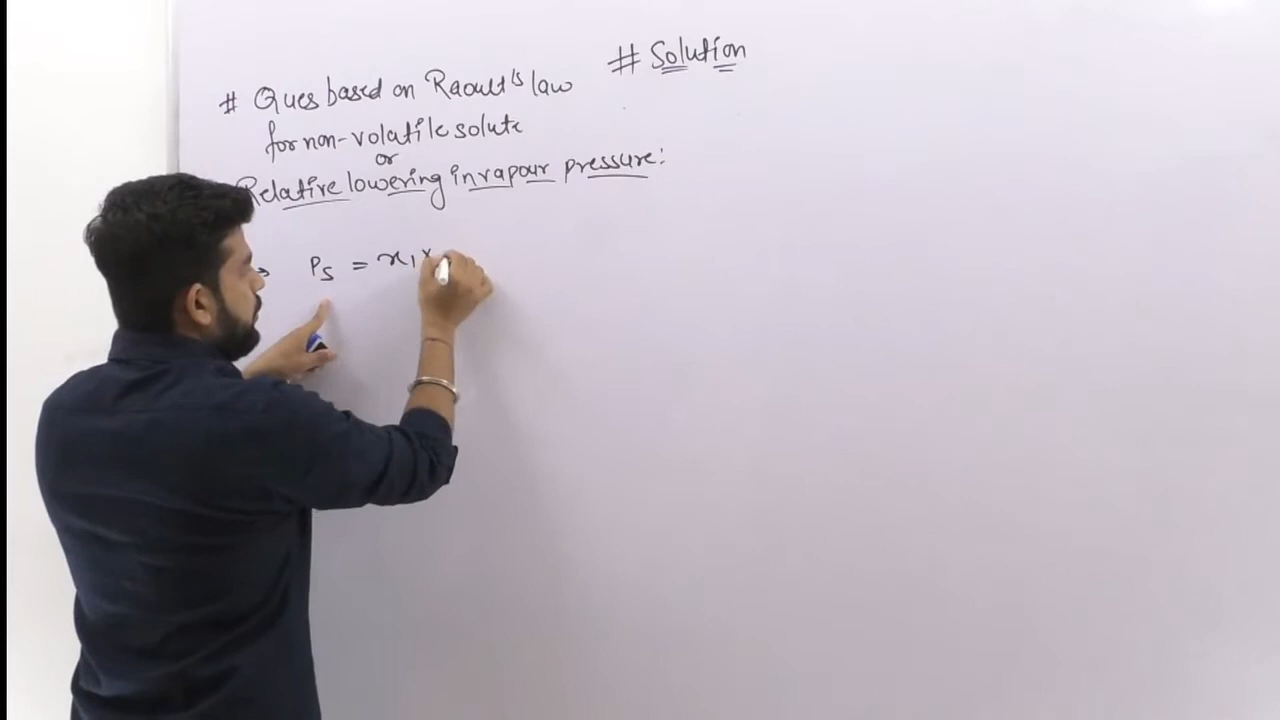 # Solution
# Ques based on Raoult's law
for non-volatile solute
or
Relative lowering in vapour pressure:
→ Ps = x₁ ×